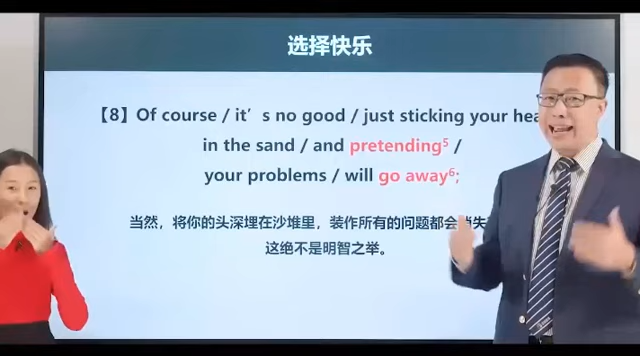 选择快乐
【8】Of course / it's no good / just sticking your
in the sand / and pretending⁵ /
your problems / will go away⁶;
当然，将你的头深埋在沙堆里，装作所有的问题都会
这绝不是明智之举。